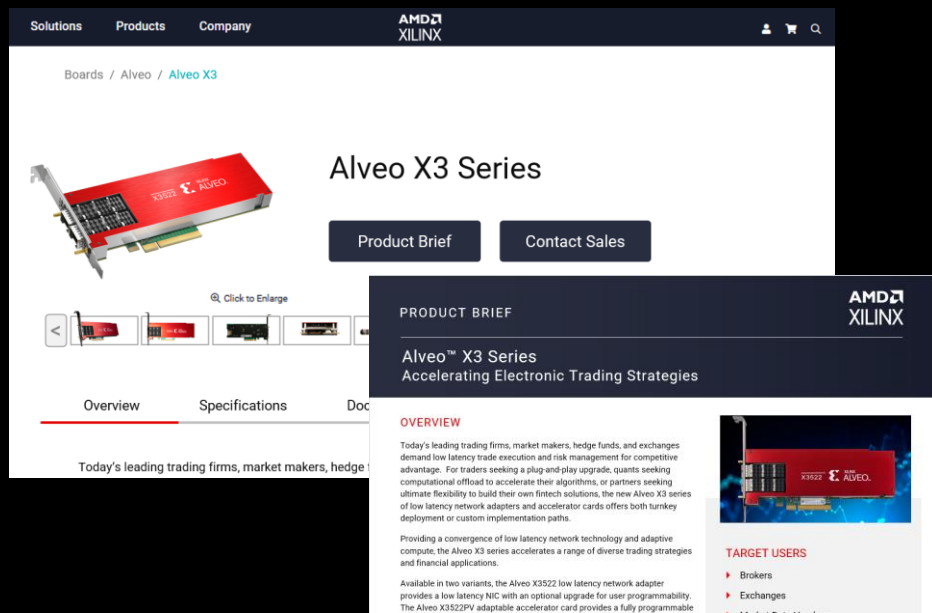 Solutions Products Company
AMD
XILINX
Boards / Alveo / Alveo X3
X3522 XILINX ALVEO.
Alveo X3 Series
Product Brief Contact Sales
Click to Enlarge
<
Overview Specifications Doc
Today's leading trading firms, market makers, hedge f
PRODUCT BRIEF
AMD
XILINX
Alveo™ X3 Series
Accelerating Electronic Trading Strategies
OVERVIEW
Today's leading trading firms, market makers, hedge funds, and exchanges
demand low latency trade execution and risk management for competitive
advantage. For traders seeking a plug-and-play upgrade, quants seeking
computational offload to accelerate their algorithms, or partners seeking
ultimate flexibility to build their own fintech solutions, the new Alveo X3 series
of low latency network adapters and accelerator cards offers both turnkey
deployment or custom implementation paths.
Providing a convergence of low latency network technology and adaptive
compute, the Alveo X3 series accelerates a range of diverse trading strategies
and financial applications.
Available in two variants, the Alveo X3522 low latency network adapter
provides a low latency NIC with an optional upgrade for user programmability.
The Alveo X3522PV adaptable accelerator card provides a fully programmable
X3522 XILINX ALVEO.
TARGET USERS
Brokers
Exchanges